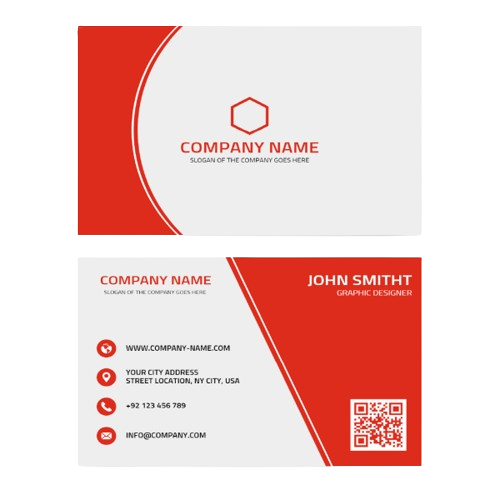 COMPANY NAME
SLOGAN OF THE COMPANY GOES HERE
COMPANY NAME
SLOGAN OF THE COMPANY GOES HERE
JOHN SMITHT
GRAPHIC DESIGNER
WWW.COMPANY-NAME.COM
YOUR CITY ADDRESS
STREET LOCATION, NY CITY, USA
+92 123 456 789
INFO@COMPANY.COM